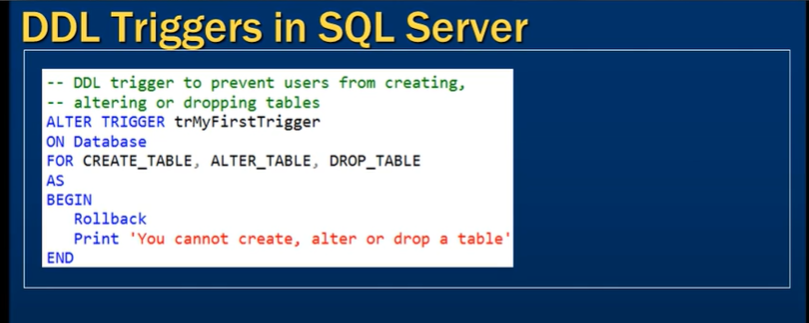 DDL Triggers in SQL Server
-- DDL trigger to prevent users from creating,
-- altering or dropping tables
ALTER TRIGGER trMyFirstTrigger
ON Database
FOR CREATE_TABLE, ALTER_TABLE, DROP_TABLE
AS
BEGIN
Rollback
Print 'You cannot create, alter or drop a table'
END